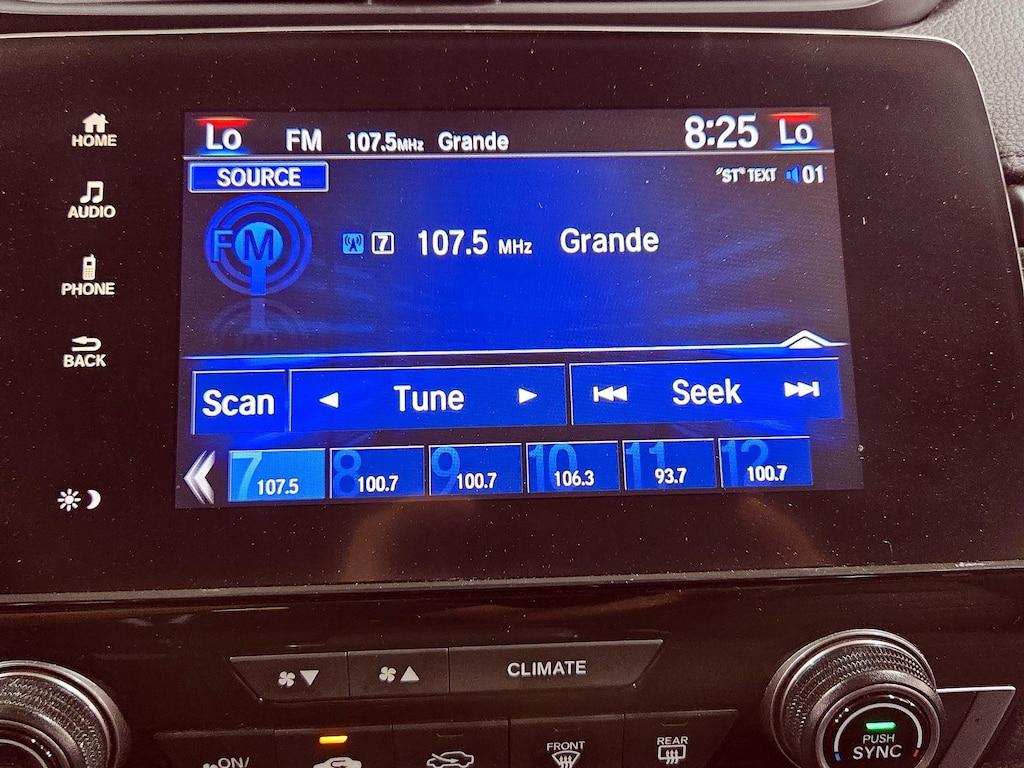 HOME
AUDIO
PHONE
BACK
Lo FM 107.5MHz Grande 8:25 Lo
SOURCE "ST" TEXT 01
FM 7 107.5 MHz Grande
Scan Tune Seek
7 107.5 8 100.7 9 100.7 10 106.3 11 93.7 12 100.7
CLIMATE
ON/ FRONT REAR
PUSH
SYNC